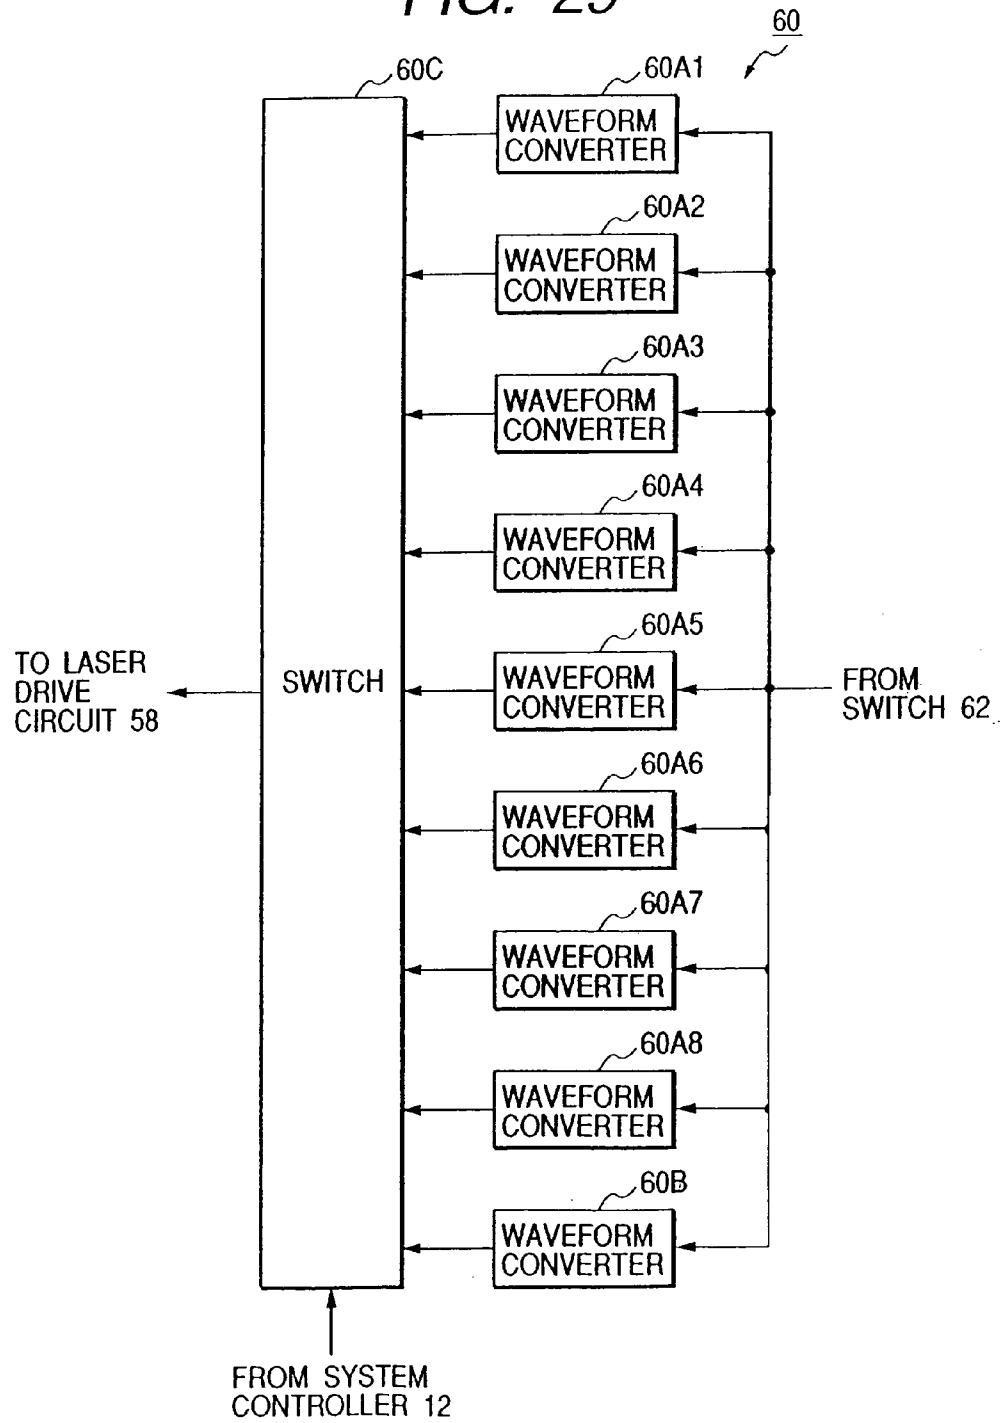 FIG. 29
60
60C
60A1
WAVEFORM
CONVERTER
60A2
WAVEFORM
CONVERTER
60A3
WAVEFORM
CONVERTER
60A4
WAVEFORM
CONVERTER
60A5
WAVEFORM
CONVERTER
TO LASER
DRIVE
CIRCUIT 58
SWITCH
FROM
SWITCH 62
60A6
WAVEFORM
CONVERTER
60A7
WAVEFORM
CONVERTER
60A8
WAVEFORM
CONVERTER
60B
WAVEFORM
CONVERTER
FROM SYSTEM
CONTROLLER 12